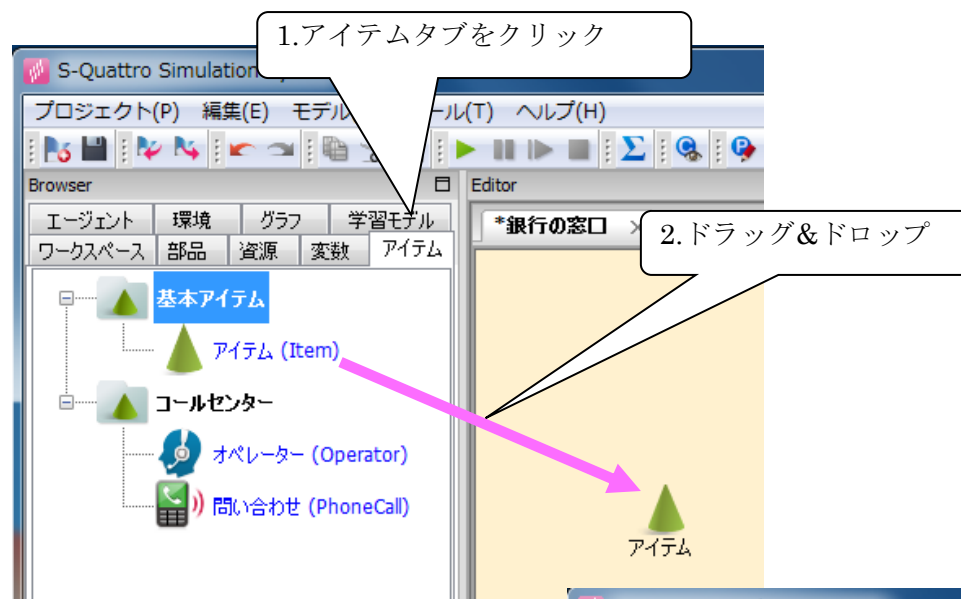 1.アイテムタブをクリック
S-Quattro Simulation
プロジェクト(P) 編集(E) モデル ール(T) ヘルプ(H)
Browser
Editor
エージェント 環境 グラフ 学習モデル
ワークスペース 部品 資源 変数 アイテム
*銀行の窓口
2.ドラッグ&ドロップ
基本アイテム
アイテム (Item)
コールセンター
オペレーター (Operator)
問い合わせ (PhoneCall)
アイテム